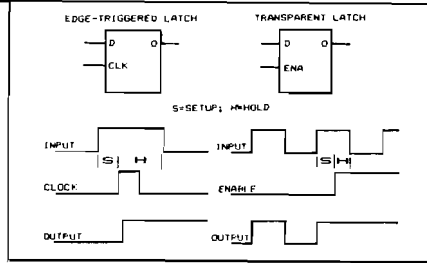 EDGE-TRIGGERED LATCH
TRANSPARENT LATCH
D O
CLK
D O
ENA
S=SETUP; H=HOLD
INPUT S H
INPUT S H
CLOCK
ENABLE
OUTPUT
OUTPUT